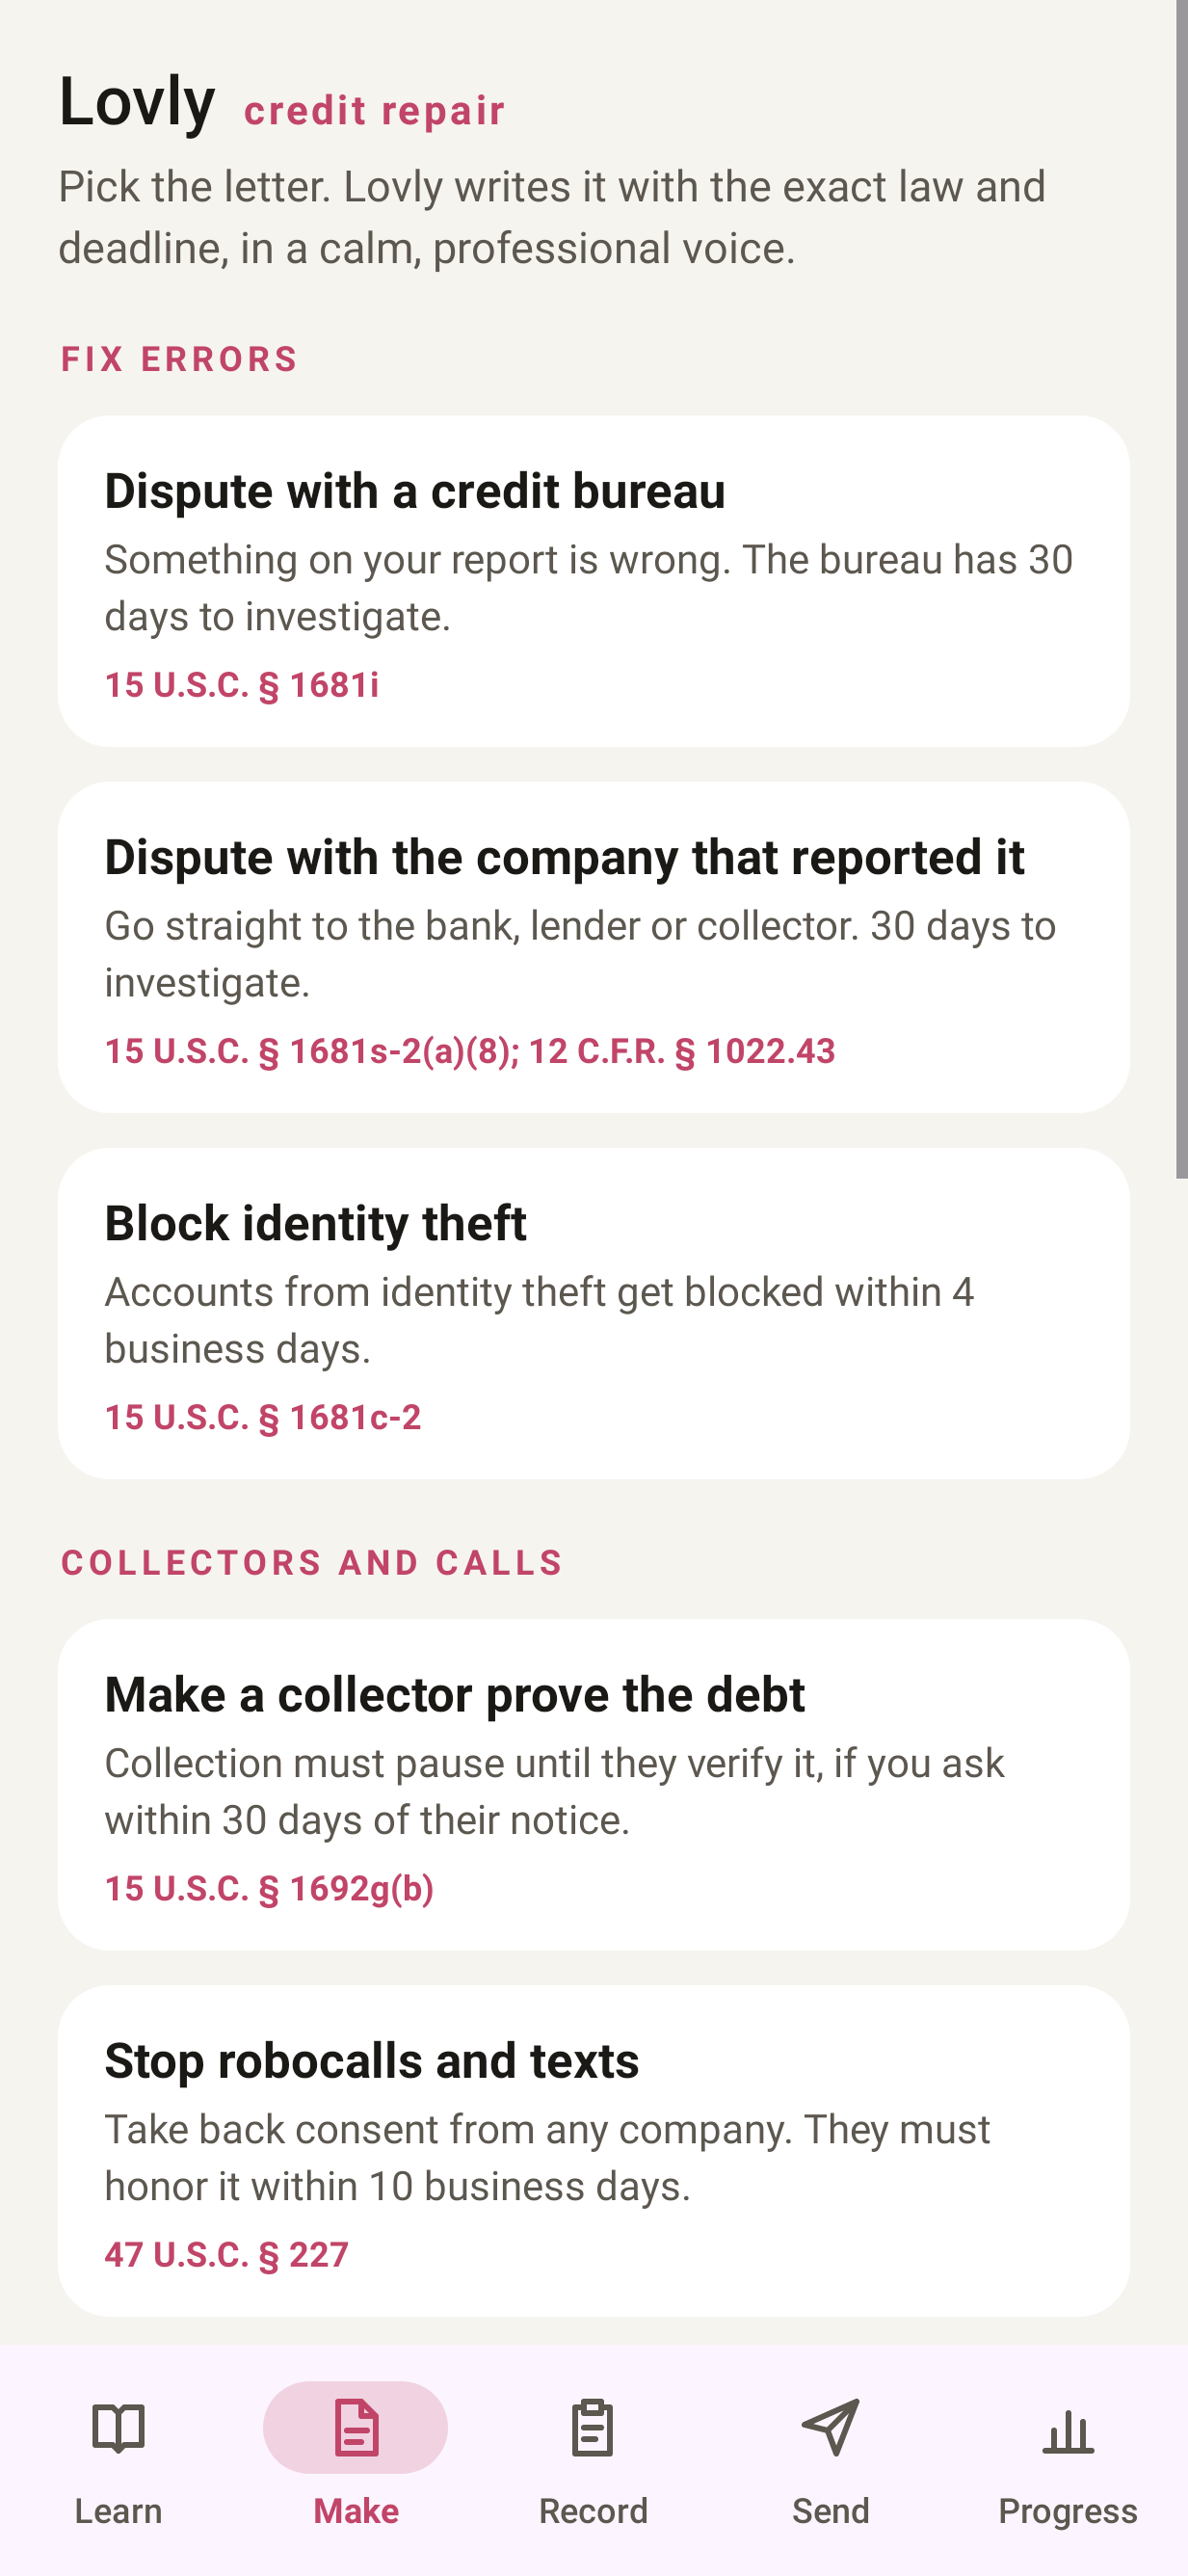 Lovly credit repair
Pick the letter. Lovly writes it with the exact law and
deadline, in a calm, professional voice.
FIX ERRORS
Dispute with a credit bureau
Something on your report is wrong. The bureau has 30
days to investigate.
15 U.S.C. § 1681i
Dispute with the company that reported it
Go straight to the bank, lender or collector. 30 days to
investigate.
15 U.S.C. § 1681s-2(a)(8); 12 C.F.R. § 1022.43
Block identity theft
Accounts from identity theft get blocked within 4
business days.
15 U.S.C. § 1681c-2
COLLECTORS AND CALLS
Make a collector prove the debt
Collection must pause until they verify it, if you ask
within 30 days of their notice.
15 U.S.C. § 1692g(b)
Stop robocalls and texts
Take back consent from any company. They must
honor it within 10 business days.
47 U.S.C. § 227
Learn Make Record Send Progress